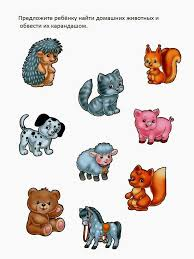 Предложите ребёнку найти домашних животных и
обвести их карандашом.